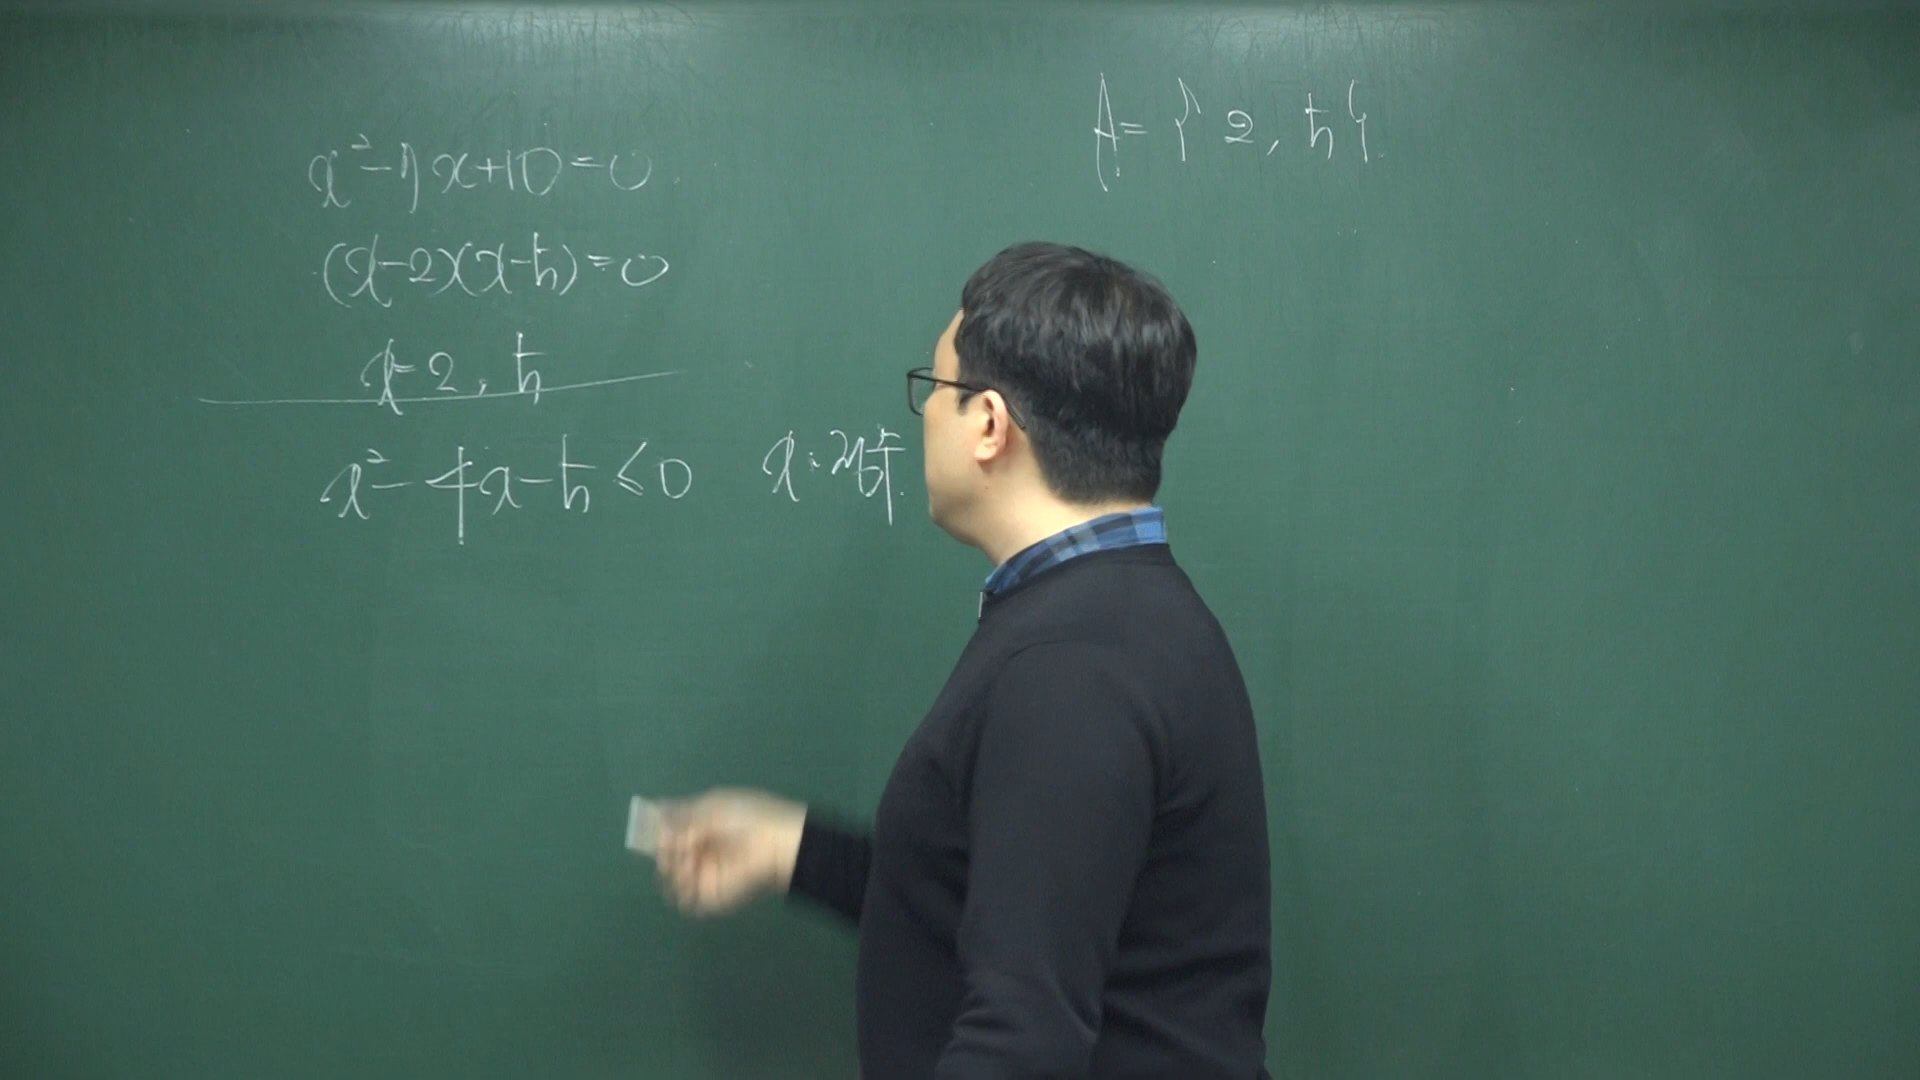 x²-7x+10=0
(x-2)(x-5)=0
x=2, 5
x²-4x-5≤0 x:정수
A={2, 5}